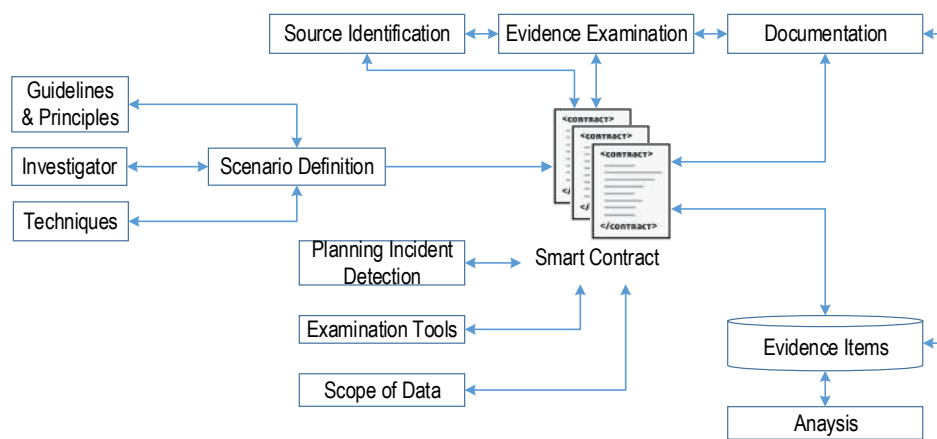 Source Identification
Evidence Examination
Documentation
Guidelines
& Principles
Investigator
Scenario Definition
Techniques
<contract>
<contract>
<contract>
</contract>
Smart Contract
Planning Incident
Detection
Examination Tools
Scope of Data
Evidence Items
Anaysis